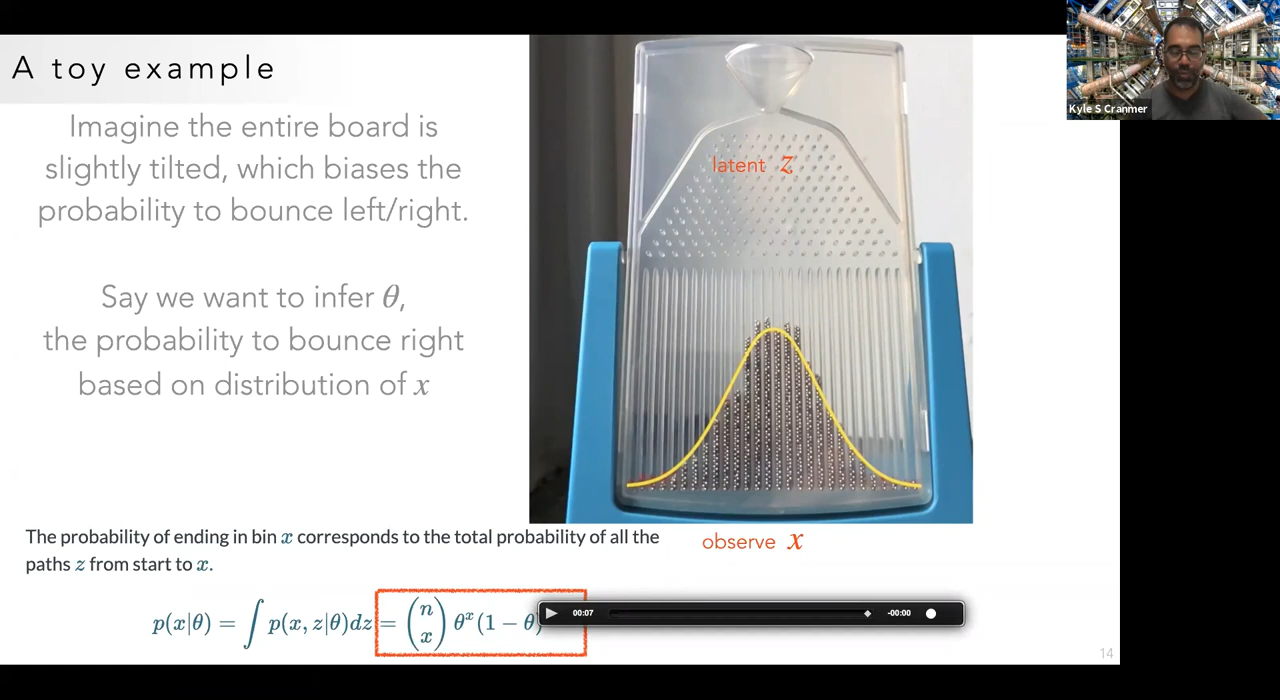 A toy example
Kyle S Cranmer
Imagine the entire board is
slightly tilted, which biases the
probability to bounce left/right.
Say we want to infer θ,
the probability to bounce right
based on distribution of x
latent z
The probability of ending in bin x corresponds to the total probability of all the
paths z from start to x.
observe x
p(x|θ) = ∫ p(x, z|θ)dz = (n x) θ^x (1 − θ)
00:07 -00:00
14